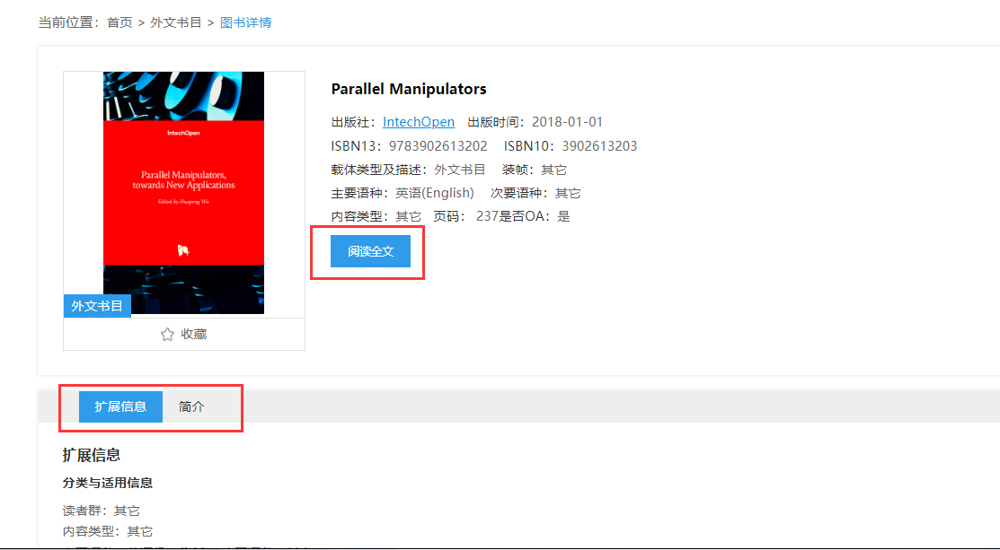 当前位置：首页 > 外文书目 > 图书详情
IntechOpen
Parallel Manipulators,
towards New Applications
Edited by Huapeng Wu
外文书目
收藏
Parallel Manipulators
出版社：IntechOpen 出版时间：2018-01-01
ISBN13：9783902613202 ISBN10：3902613203
载体类型及描述：外文书目 装帧：其它
主要语种：英语(English) 次要语种：其它
内容类型：其它 页码： 237是否OA：是
阅读全文
扩展信息 简介
扩展信息
分类与适用信息
读者群：其它
内容类型：其它